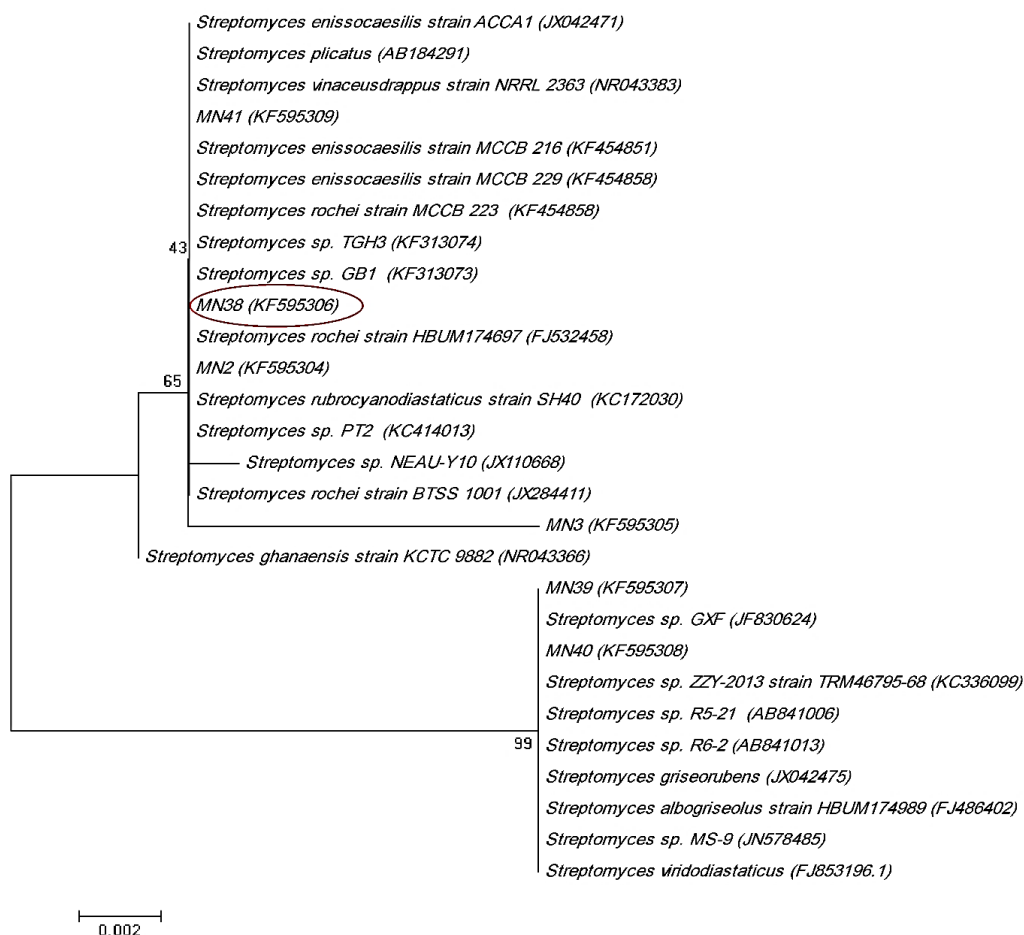 Streptomyces enissocaesilis strain ACCA1 (JX042471)
Streptomyces plicatus (AB184291)
Streptomyces vinaceusdrappus strain NRRL 2363 (NR043383)
MN41 (KF595309)
Streptomyces enissocaesilis strain MCCB 216 (KF454851)
Streptomyces enissocaesilis strain MCCB 229 (KF454858)
Streptomyces rochei strain MCCB 223 (KF454858)
Streptomyces sp. TGH3 (KF313074)
43
Streptomyces sp. GB1 (KF313073)
MN38 (KF595306)
Streptomyces rochei strain HBUM174697 (FJ532458)
MN2 (KF595304)
65
Streptomyces rubrocyanodiastaticus strain SH40 (KC172030)
Streptomyces sp. PT2 (KC414013)
Streptomyces sp. NEAU-Y10 (JX110668)
Streptomyces rochei strain BTSS 1001 (JX284411)
MN3 (KF595305)
Streptomyces ghanaensis strain KCTC 9882 (NR043366)
MN39 (KF595307)
Streptomyces sp. GXF (JF830624)
MN40 (KF595308)
Streptomyces sp. ZZY-2013 strain TRM46795-68 (KC336099)
Streptomyces sp. R5-21 (AB841006)
99
Streptomyces sp. R6-2 (AB841013)
Streptomyces griseorubens (JX042475)
Streptomyces albogriseolus strain HBUM174989 (FJ486402)
Streptomyces sp. MS-9 (JN578485)
Streptomyces viridodiastaticus (FJ853196.1)
0.002